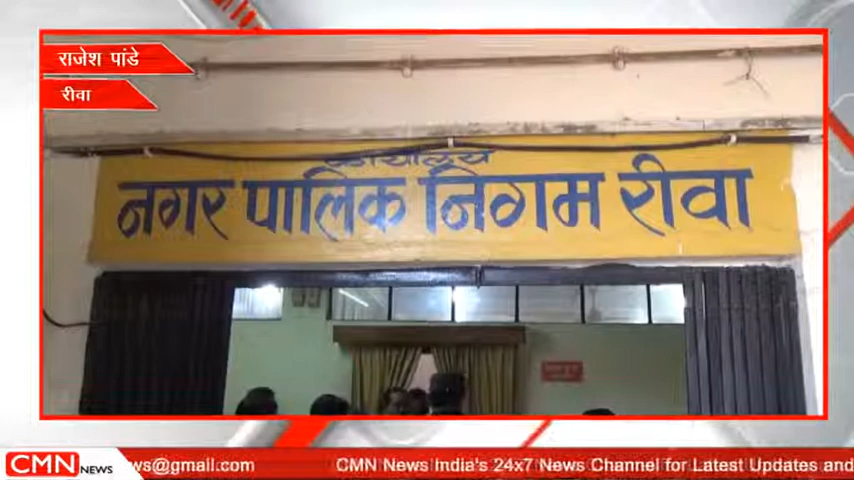 राजेश पांडे
रीवा
कार्यालय
नगर पालिक निगम रीवा
CMN NEWS
ws@gmail.com CMN News India's 24x7 News Channel for Latest Updates and